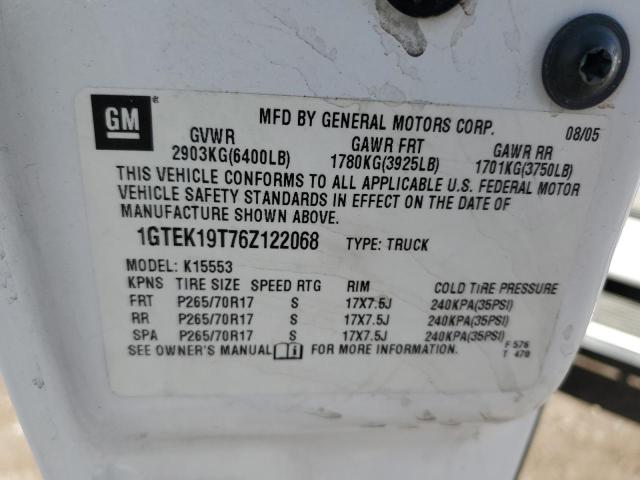 GM ®
MFD BY GENERAL MOTORS CORP. 08/05
GVWR GAWR FRT GAWR RR
2903KG(6400LB) 1780KG(3925LB) 1701KG(3750LB)
THIS VEHICLE CONFORMS TO ALL APPLICABLE U.S. FEDERAL MOTOR
VEHICLE SAFETY STANDARDS IN EFFECT ON THE DATE OF
MANUFACTURE SHOWN ABOVE.
1GTEK19T76Z122068 TYPE: TRUCK
MODEL: K15553
KPNS TIRE SIZE SPEED RTG RIM COLD TIRE PRESSURE
FRT P265/70R17 S 17X7.5J 240KPA(35PSI)
RR P265/70R17 S 17X7.5J 240KPA(35PSI)
SPA P265/70R17 S 17X7.5J 240KPA(35PSI)
SEE OWNER'S MANUAL FOR MORE INFORMATION.
F 576
T 479